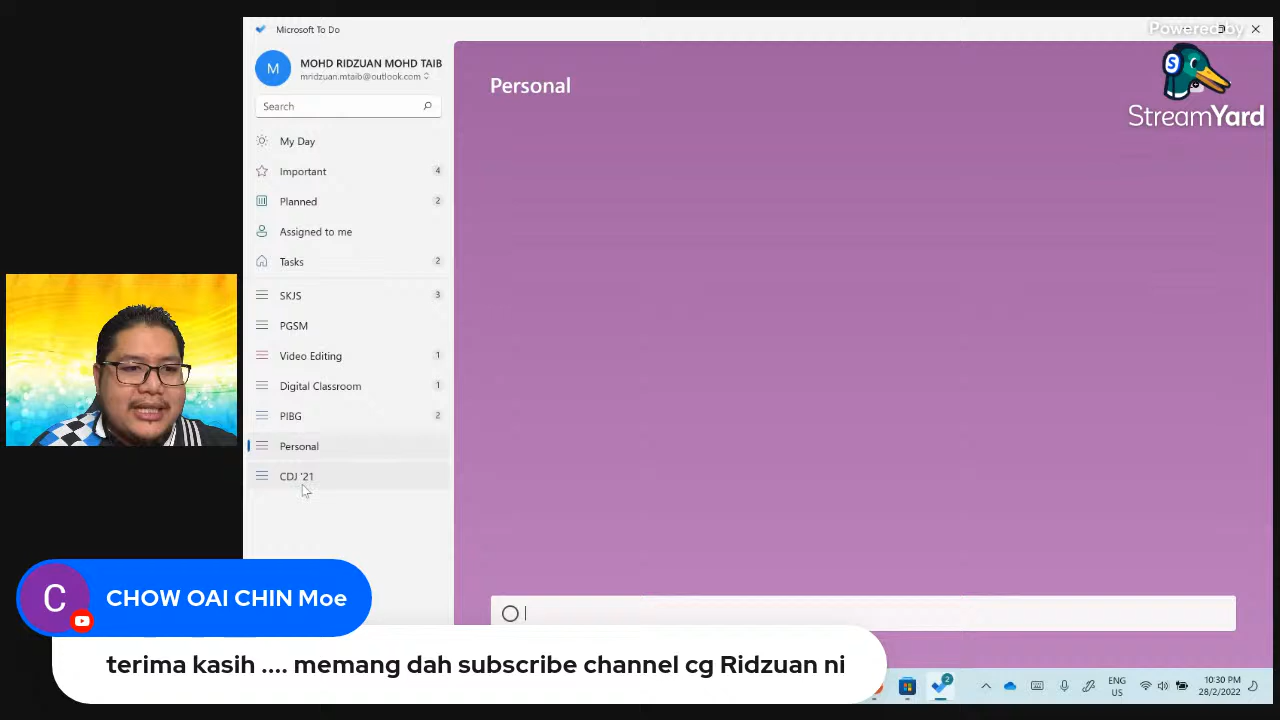 Microsoft To Do
Powered by
M
MOHD RIDZUAN MOHD TAIB
mridzuan.mtaib@outlook.com
Search
My Day
Important 4
Planned 2
Assigned to me
Tasks 2
SKJS 3
PGSM
Video Editing 1
Digital Classroom 1
PIBG 2
Personal
CDJ '21
Personal
S
StreamYard
C
CHOW OAI CHIN Moe
terima kasih .... memang dah subscribe channel cg Ridzuan ni
2
ENG
US
10:30 PM
28/2/2022